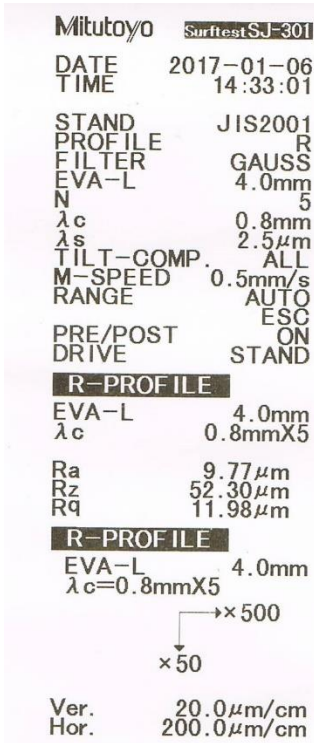 Mitutoyo SurftestSJ-301
DATE 2017-01-06
TIME 14:33:01
STAND JIS2001
PROFILE R
FILTER GAUSS
EVA-L 4.0mm
N 5
λc 0.8mm
λs 2.5μm
TILT-COMP. ALL
M-SPEED 0.5mm/s
RANGE AUTO
ESC
PRE/POST ON
DRIVE STAND
R-PROFILE
EVA-L 4.0mm
λc 0.8mmX5
Ra 9.77μm
Rz 52.30μm
Rq 11.98μm
R-PROFILE
EVA-L 4.0mm
λc=0.8mmX5
×500
×50
Ver. 20.0μm/cm
Hor. 200.0μm/cm